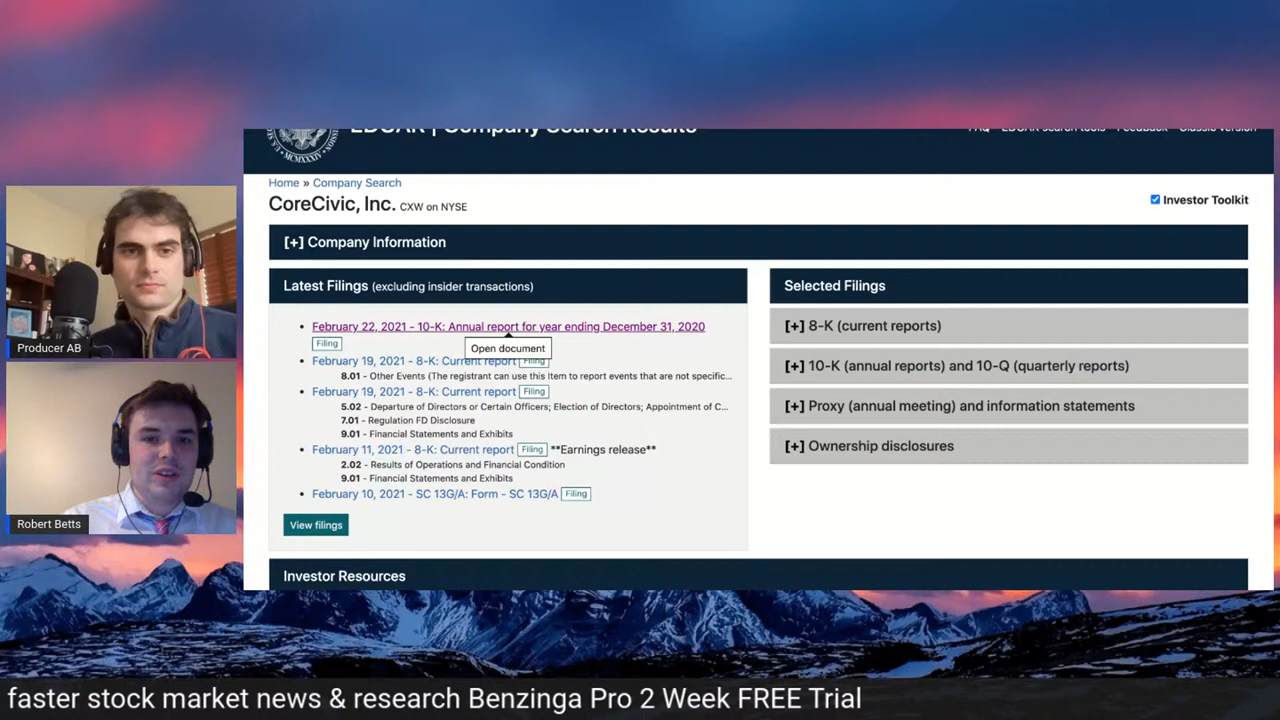 EDGAR | Company Search Results
FAQ EDGAR search tools Feedback Classic version
MCMXXXIV
Home » Company Search
CoreCivic, Inc. CXW on NYSE
Investor Toolkit
[+] Company Information
Latest Filings (excluding insider transactions)
Selected Filings
• February 22, 2021 - 10-K: Annual report for year ending December 31, 2020
Filing
Open document
• February 19, 2021 - 8-K: Current report Filing
8.01 - Other Events (The registrant can use this Item to report events that are not specific...
• February 19, 2021 - 8-K: Current report Filing
5.02 - Departure of Directors or Certain Officers; Election of Directors; Appointment of C...
7.01 - Regulation FD Disclosure
9.01 - Financial Statements and Exhibits
• February 11, 2021 - 8-K: Current report Filing **Earnings release**
2.02 - Results of Operations and Financial Condition
9.01 - Financial Statements and Exhibits
• February 10, 2021 - SC 13G/A: Form - SC 13G/A Filing
View filings
[+] 8-K (current reports)
[+] 10-K (annual reports) and 10-Q (quarterly reports)
[+] Proxy (annual meeting) and information statements
[+] Ownership disclosures
Investor Resources
Producer AB
Robert Betts
faster stock market news & research Benzinga Pro 2 Week FREE Trial